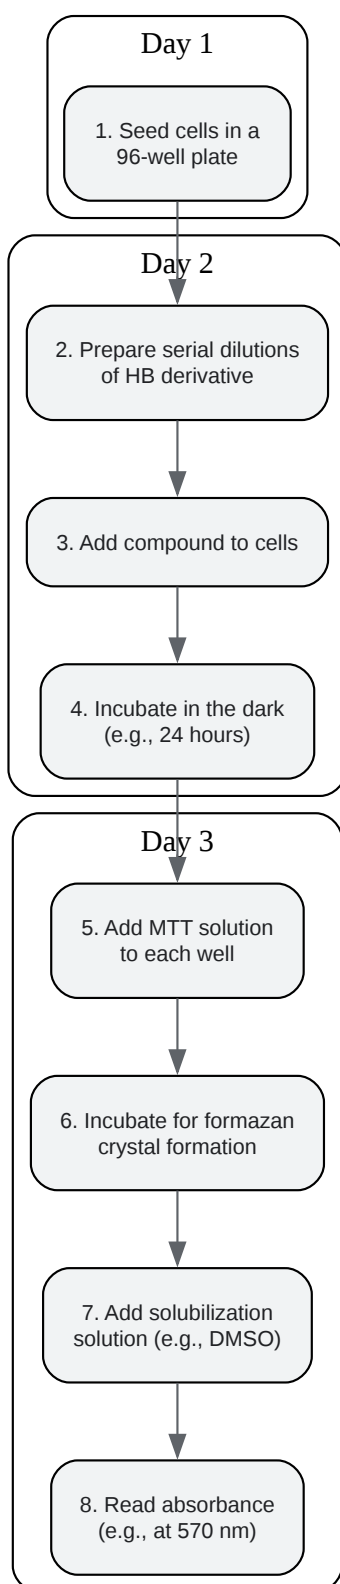 Day 1
1. Seed cells in a
96-well plate
Day 2
2. Prepare serial dilutions
of HB derivative
3. Add compound to cells
4. Incubate in the dark
(e.g., 24 hours)
Day 3
5. Add MTT solution
to each well
6. Incubate for formazan
crystal formation
7. Add solubilization
solution (e.g., DMSO)
8. Read absorbance
(e.g., at 570 nm)